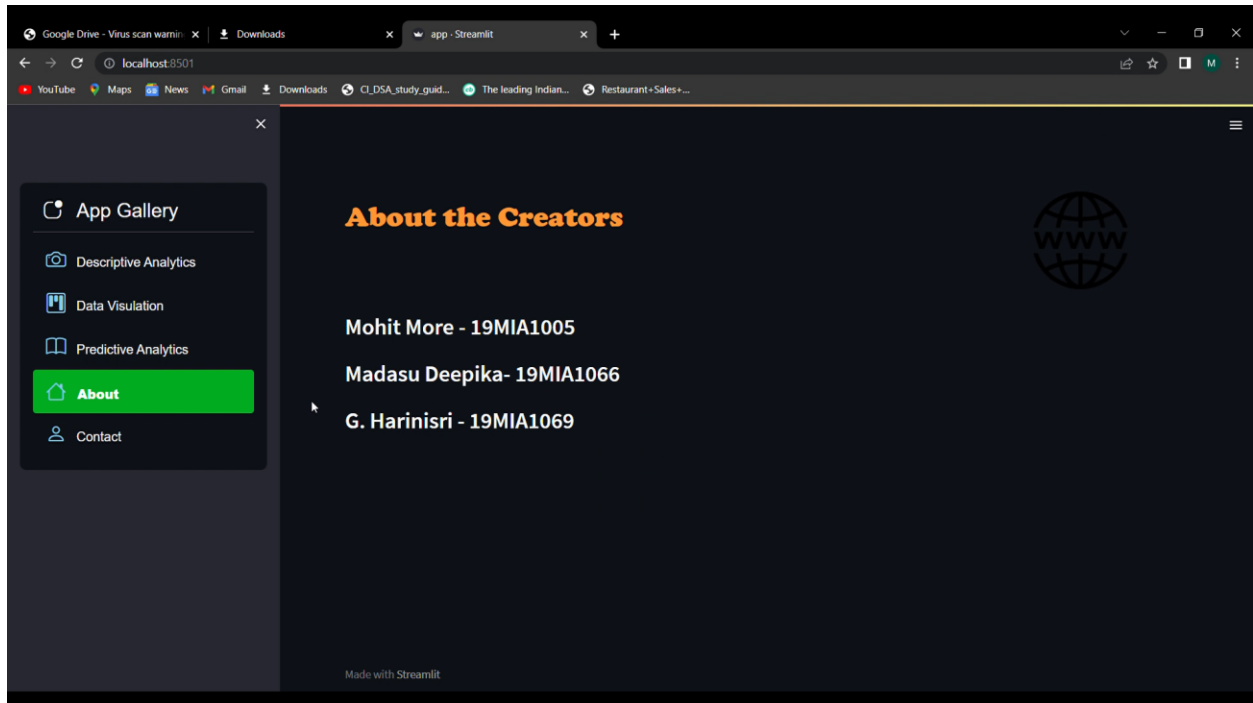 Google Drive - Virus scan warnin
Downloads
app · Streamlit
localhost:8501
M
YouTube
Maps
News
Gmail
Downloads
CI_DSA_study_guid...
The leading Indian...
Restaurant+Sales+...
App Gallery
Descriptive Analytics
Data Visulation
Predictive Analytics
About
Contact
About the Creators
www
Mohit More - 19MIA1005
Madasu Deepika- 19MIA1066
G. Harinisri - 19MIA1069
Made with Streamlit